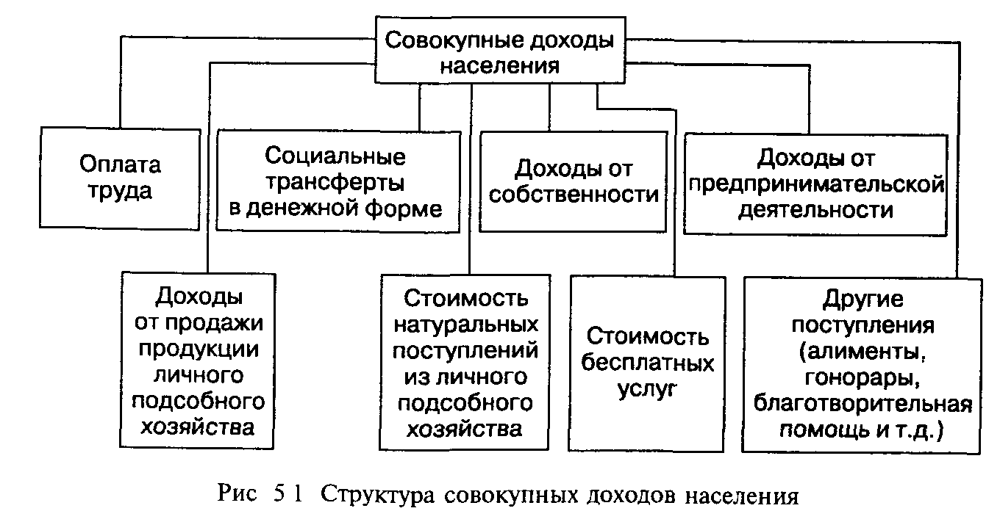 Совокупные доходы
населения
Оплата
труда
Социальные
трансферты
в денежной форме
Доходы от
собственности
Доходы от
предпринимательской
деятельности
Доходы
от продажи
продукции
личного
подсобного
хозяйства
Стоимость
натуральных
поступлений
из личного
подсобного
хозяйства
Стоимость
бесплатных
услуг
Другие
поступления
(алименты,
гонорары,
благотворительная
помощь и т.д.)
Рис 5 1 Структура совокупных доходов населения